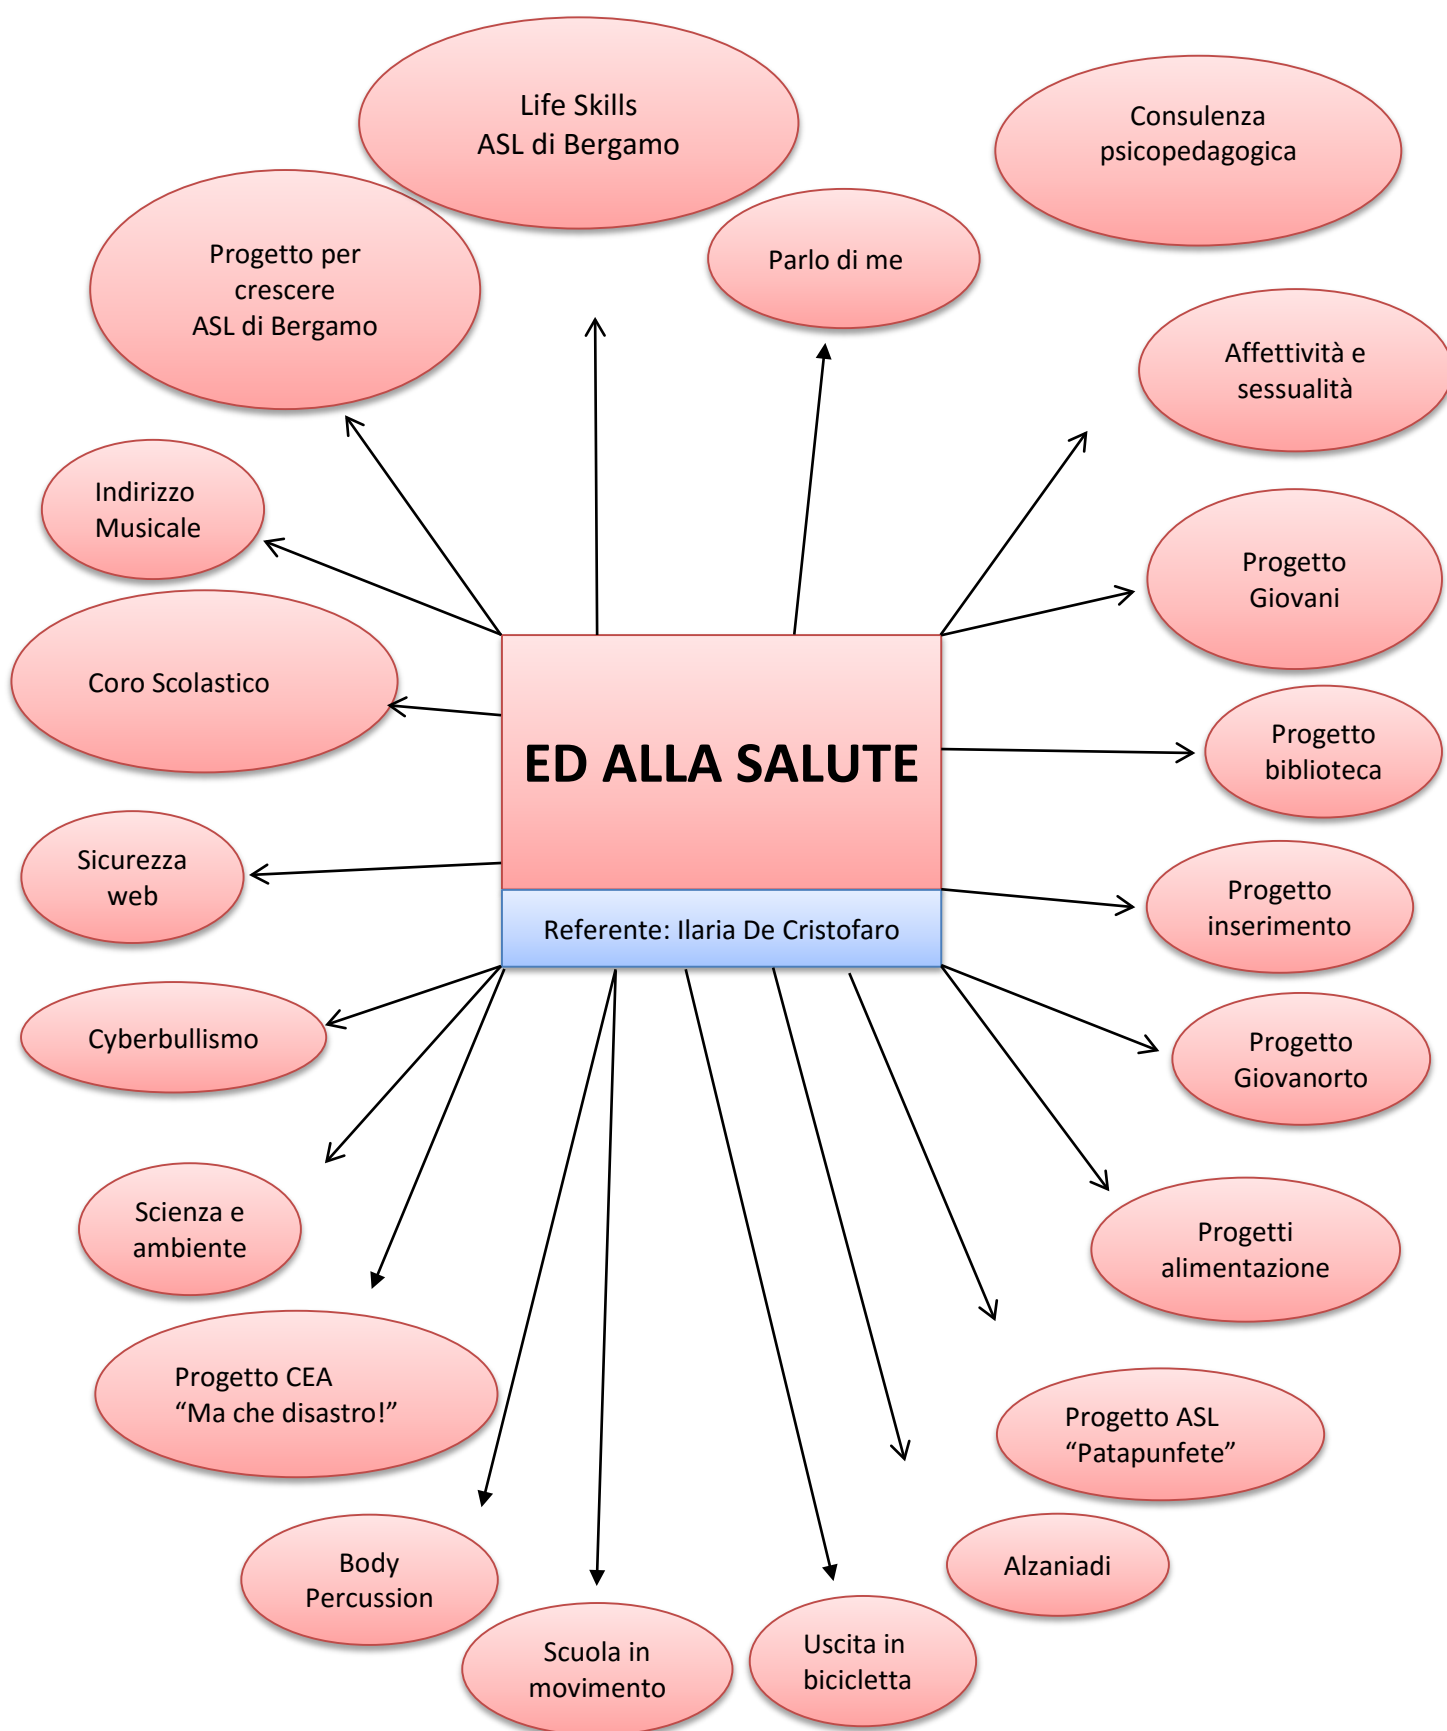 Life Skills
ASL di Bergamo
Consulenza
psicopedagogica
Progetto per
crescere
ASL di Bergamo
Parlo di me
Affettività e
sessualità
Indirizzo
Musicale
Progetto
Giovani
Coro Scolastico
ED ALLA SALUTE
Progetto
biblioteca
Sicurezza
web
Referente: Ilaria De Cristofaro
Progetto
inserimento
Cyberbullismo
Progetto
Giovanorto
Scienza e
ambiente
Progetti
alimentazione
Progetto CEA
“Ma che disastro!”
Progetto ASL
“Patapunfete”
Body
Percussion
Alzaniadi
Scuola in
movimento
Uscita in
bicicletta